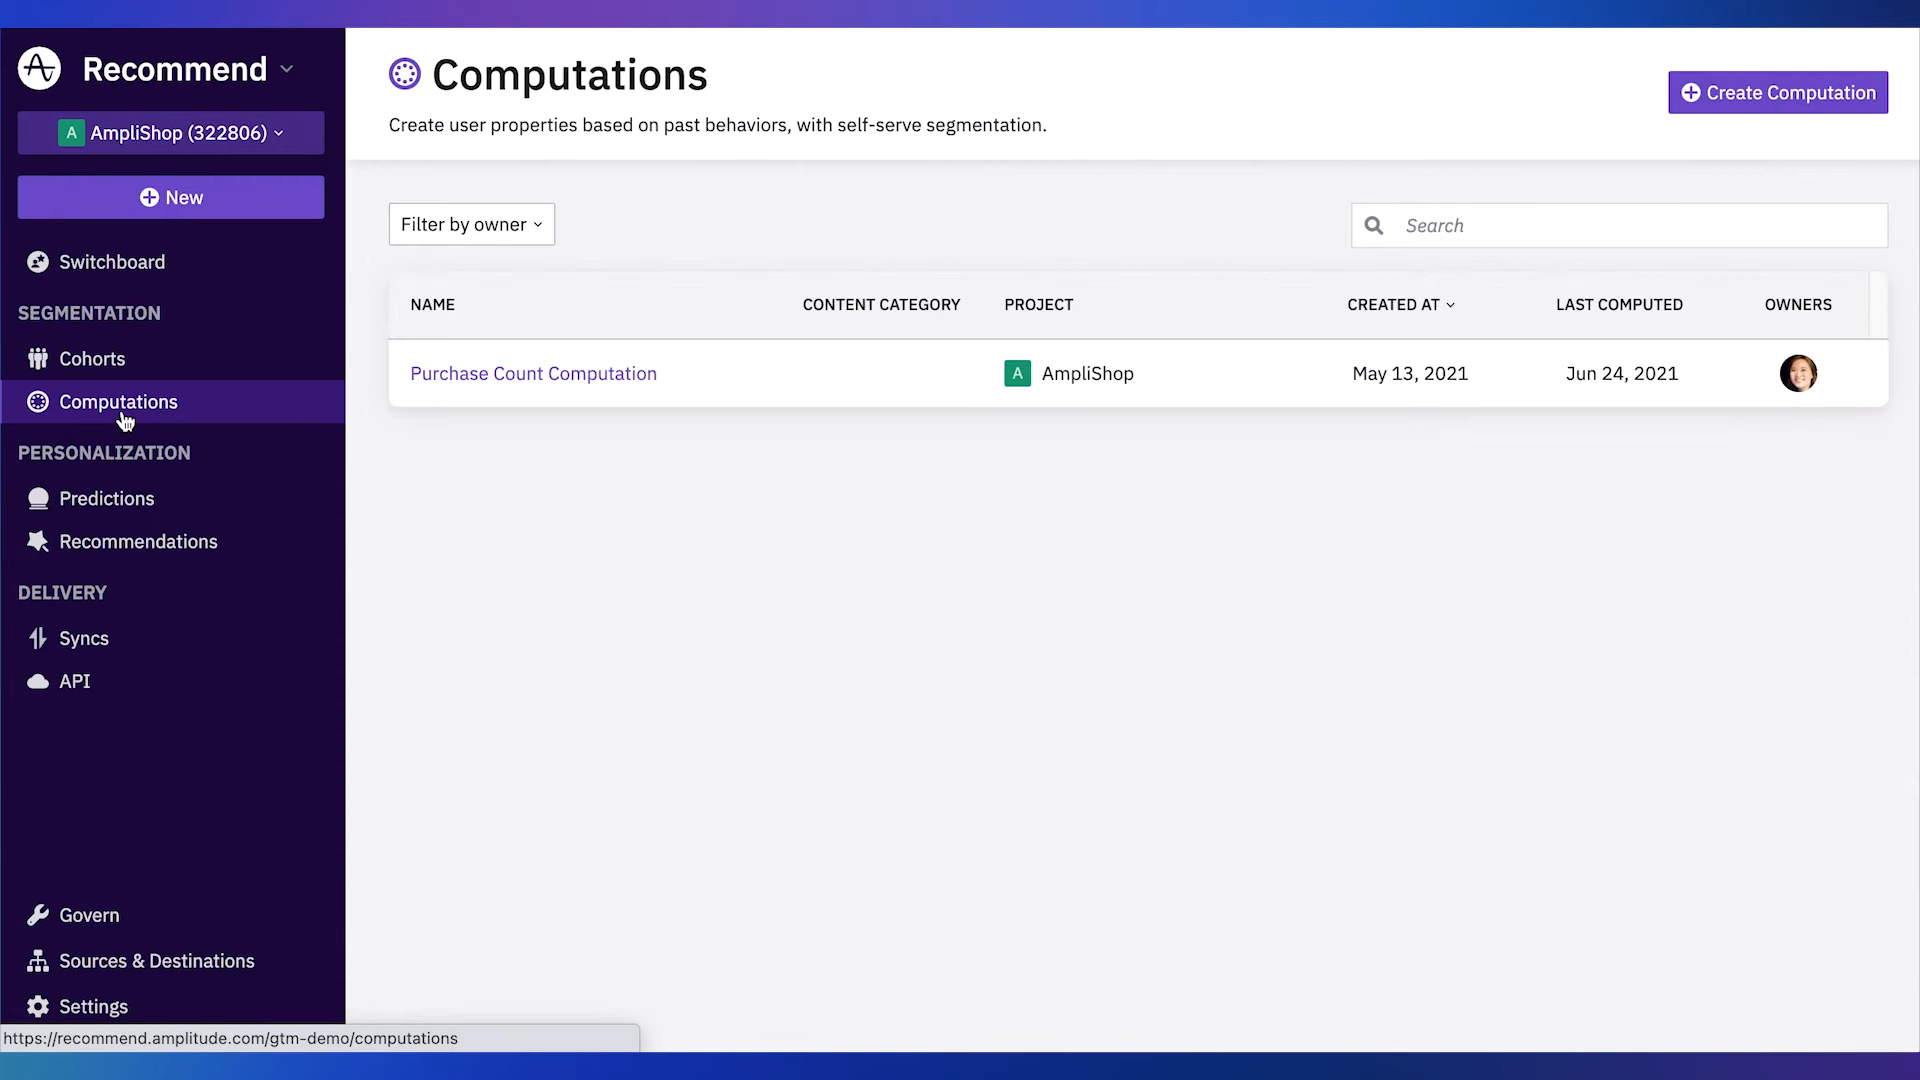 Recommend
A AmpliShop (322806)
New
Switchboard
SEGMENTATION
Cohorts
Computations
PERSONALIZATION
Predictions
Recommendations
DELIVERY
Syncs
API
Govern
Sources & Destinations
Settings
https://recommend.amplitude.com/gtm-demo/computations
Computations
Create user properties based on past behaviors, with self-serve segmentation.
Create Computation
Filter by owner
Search
NAME CONTENT CATEGORY PROJECT CREATED AT LAST COMPUTED OWNERS
Purchase Count Computation A AmpliShop May 13, 2021 Jun 24, 2021